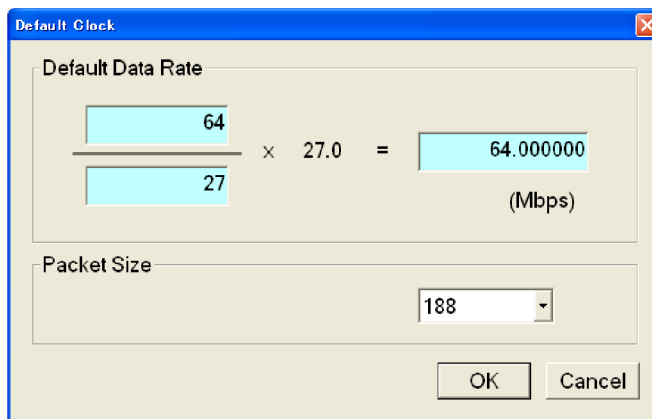 Default Clock
Default Data Rate
64
27
× 27.0 =
64.000000
(Mbps)
Packet Size
188
OK Cancel